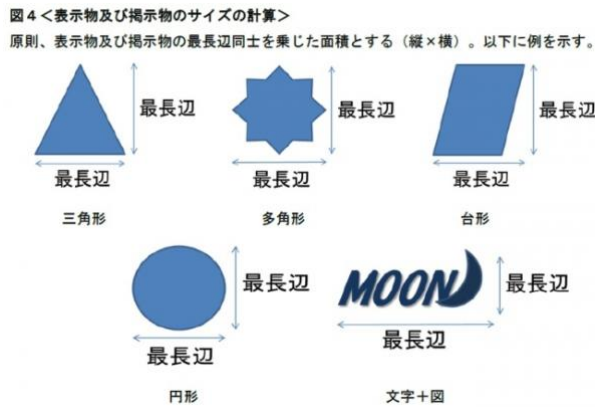 図4<表示物及び掲示物のサイズの計算>
原則、表示物及び掲示物の最長辺同士を乗じた面積とする（縦×横）。以下に例を示す。
最長辺
最長辺
最長辺
最長辺
最長辺
最長辺
三角形
多角形
台形
最長辺
MOON
最長辺
最長辺
最長辺
円形
文字＋図